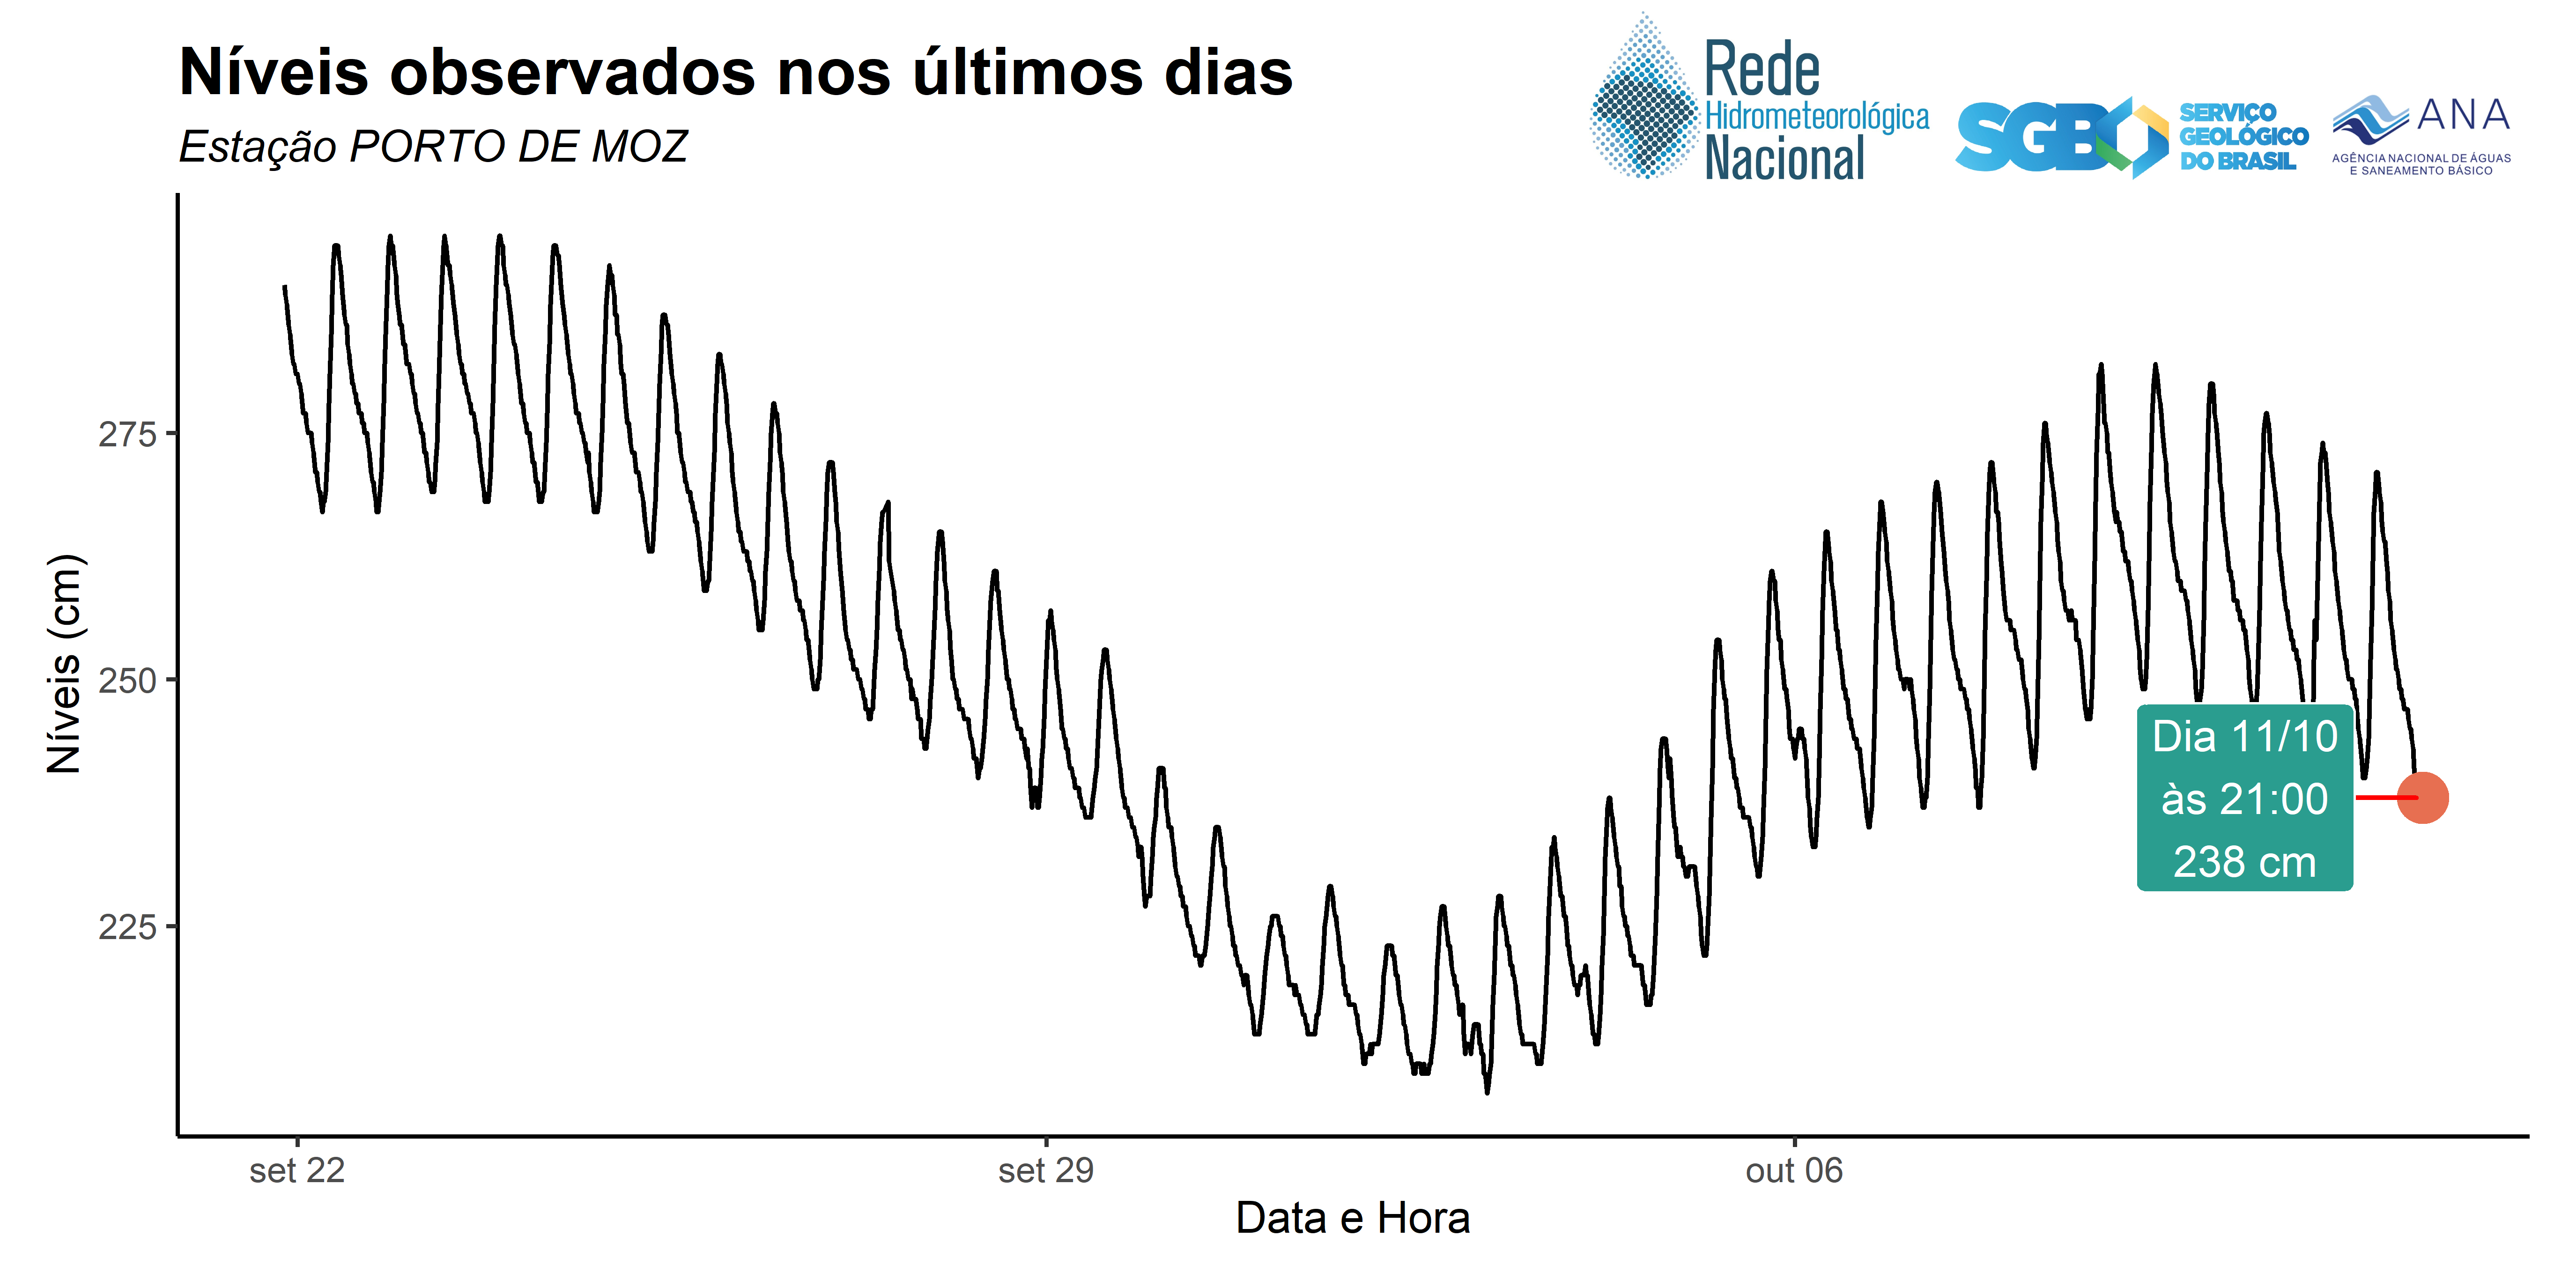 Níveis observados nos últimos dias
Estação PORTO DE MOZ
Rede
Hidrometeorológica
Nacional
SGB
SERVIÇO
GEOLÓGICO
DO BRASIL
ANA
AGÊNCIA NACIONAL DE ÁGUAS
E SANEAMENTO BÁSICO
Níveis (cm)
275
250
225
Dia 11/10
às 21:00
238 cm
set 22
set 29
out 06
Data e Hora